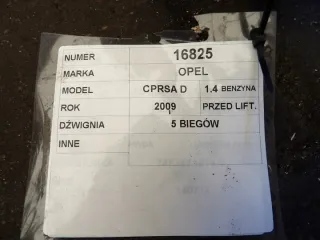 NUMER 16825
MARKA OPEL
MODEL CPRSA D 1,4 BENZYNA
ROK 2009 PRZED LIFT.
DŹWIGNIA 5 BIEGÓW
INNE